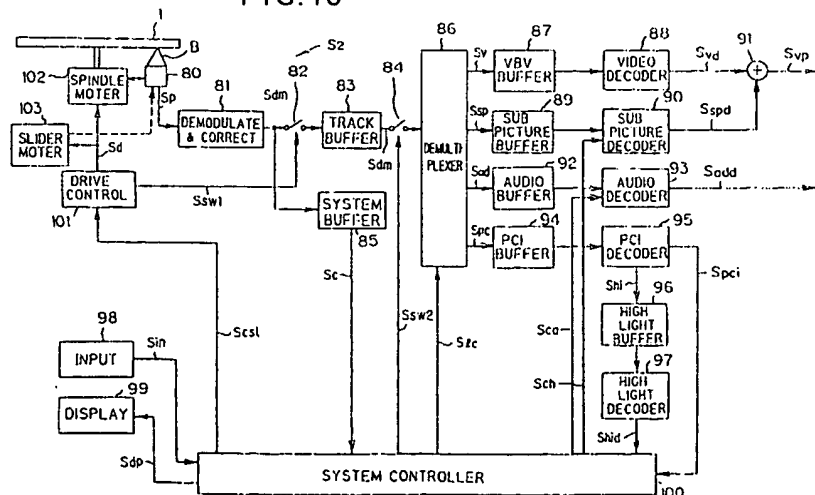 FIG. 10
1
B
102
SPINDLE
MOTER
80
Sp
103
SLIDER
MOTER
Sd
DRIVE
CONTROL
101
81
DEMODULATE
& CORRECT
Sdm
S2
82
83
TRACK
BUFFER
84
Sdm
Ssw1
SYSTEM
BUFFER
85
Sc
Ssw2
86
DEMULTI
PLEXER
Sv
87
VBV
BUFFER
88
VIDEO
DECODER
Svd
91
Svp
Ssp
89
SUB
PICTURE
BUFFER
90
SUB
PICTURE
DECODER
Sspd
Sad
92
AUDIO
BUFFER
93
AUDIO
DECODER
Sadd
Spc
94
PCI
BUFFER
95
PCI
DECODER
Spci
Shi
96
HIGH
LIGHT
BUFFER
97
HIGH
LIGHT
DECODER
Shid
Sca
Sch
Slc
Scsl
98
INPUT
Sin
99
DISPLAY
Sdp
SYSTEM CONTROLLER
100